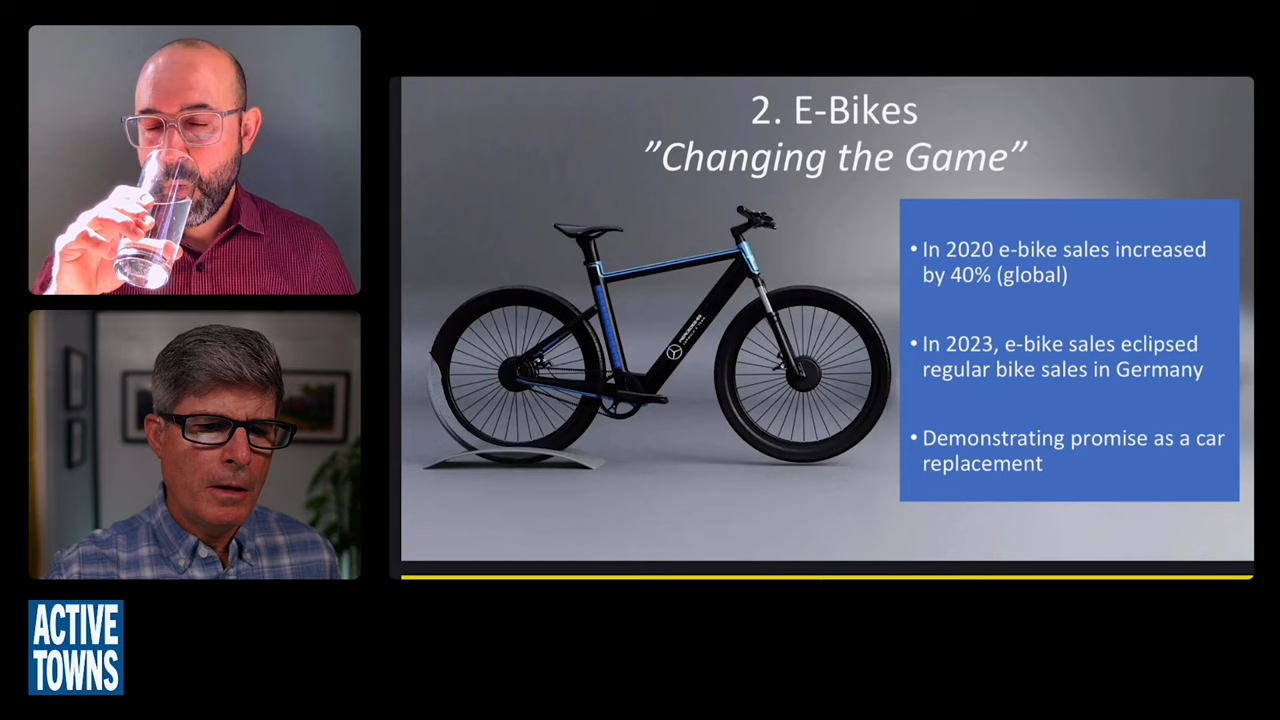 2. E-Bikes
”Changing the Game”
• In 2020 e-bike sales increased
by 40% (global)
• In 2023, e-bike sales eclipsed
regular bike sales in Germany
• Demonstrating promise as a car
replacement
ACTIVE
TOWNS